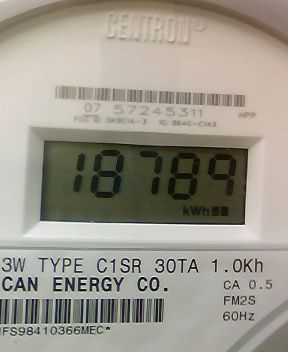 CENTRON®
07 57245311 HPP
18789
kWh
3W TYPE C1SR 30TA 1.0Kh
CAN ENERGY CO.
CA 0.5
FM2S
60Hz
IFS98410366MEC*